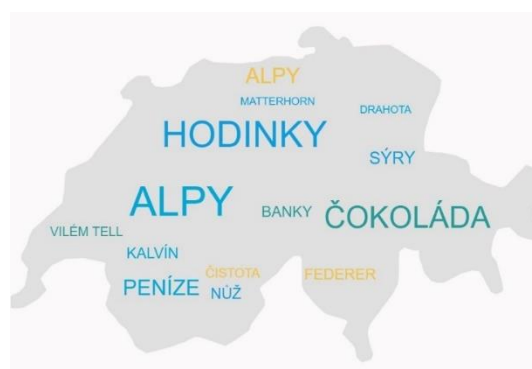 ALPY
MATTERHORN
DRAHOTA
HODINKY
SÝRY
ALPY
BANKY
ČOKOLÁDA
VILÉM TELL
KALVÍN
ČISTOTA
FEDERER
PENÍZE
NŮŽ